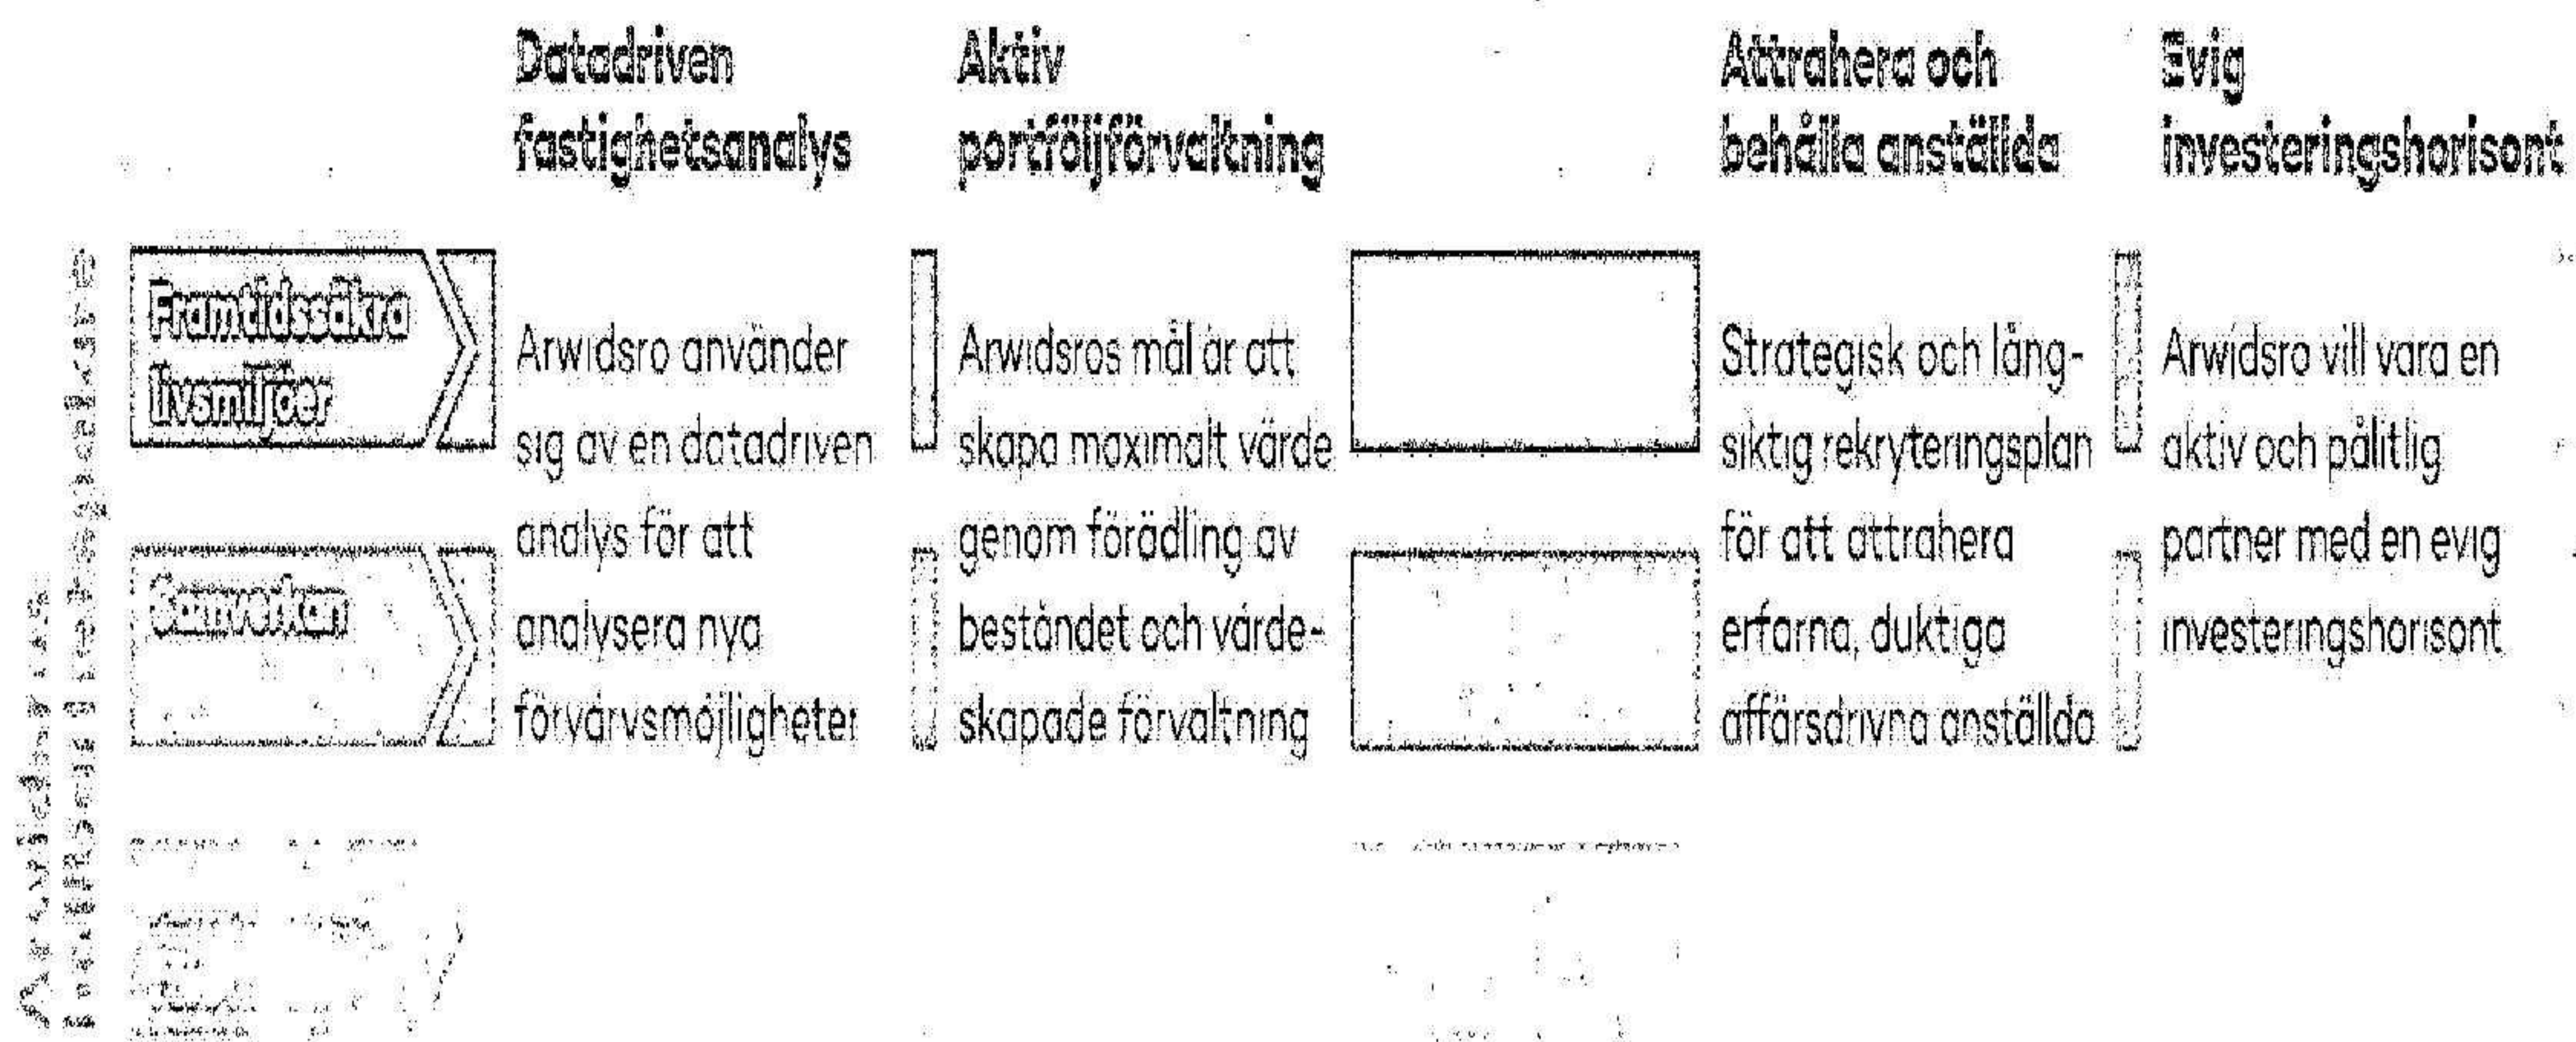 Datadriven
fastighetsanalys
Aktiv
portföljförvaltning
Attrahera och
behålla anställda
Evig
investeringshorisont
Framtidssäkra
livsmiljöer
Samverkan
Arwidsro använder
sig av en datadriven
analys för att
analysera nya
förvärvsmöjligheter
Arwidsros mål är att
skapa maximalt värde
genom förädling av
beståndet och värde-
skapade förvaltning
Strategisk och lång-
siktig rekryteringsplan
för att attrahera
erfarna, duktiga
affärsdrivna anställda
Arwidsro vill vara en
aktiv och pålitlig
partner med en evig
investeringshorisont